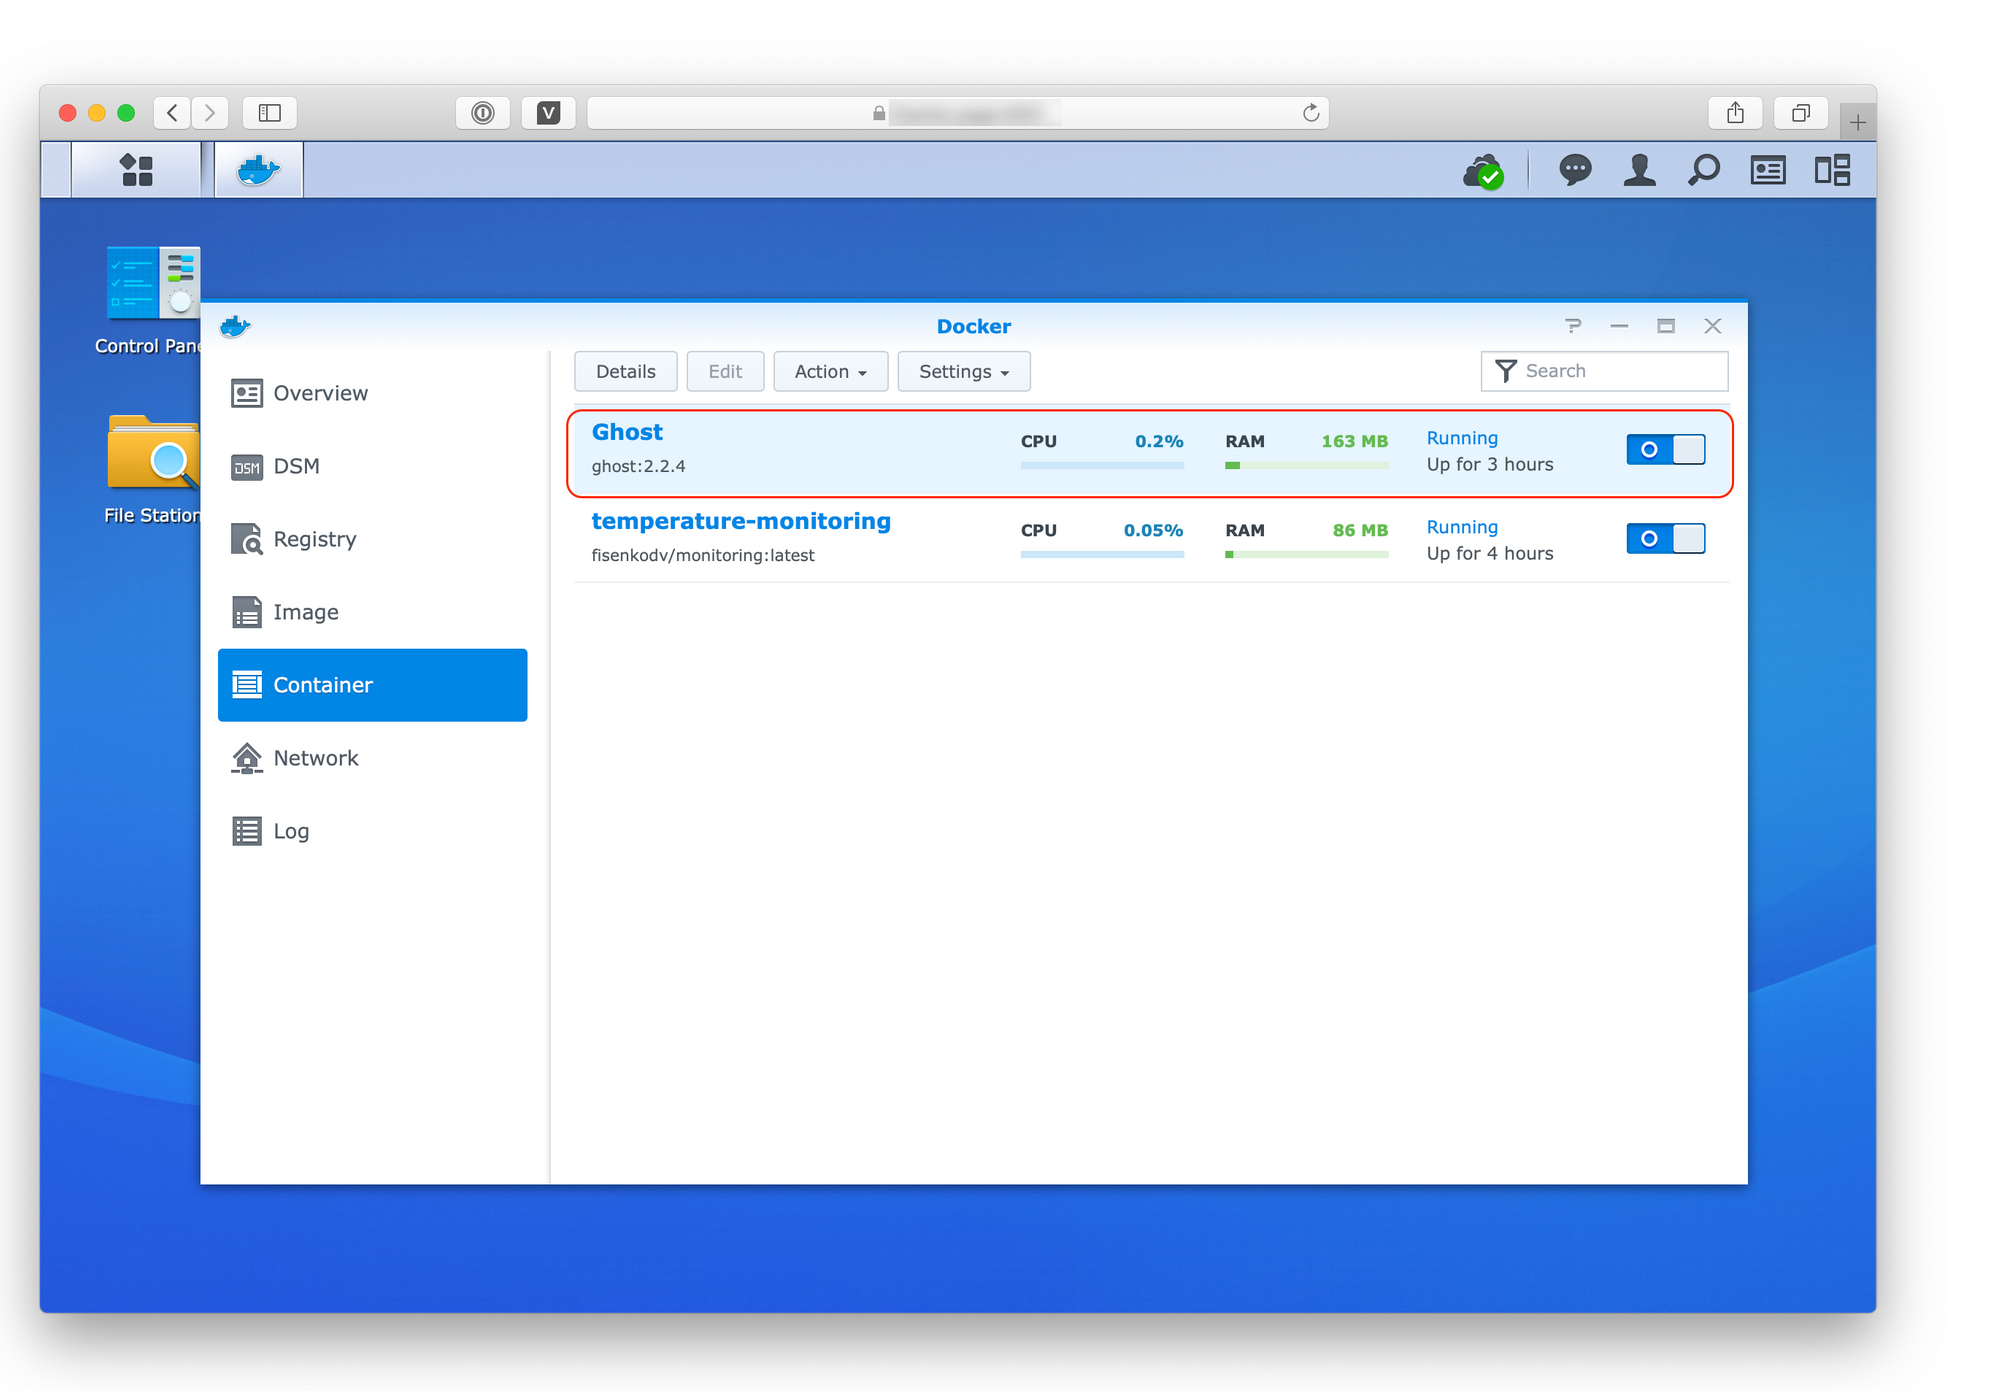 V
Control Pane
File Station
Docker
Overview
DSM
DSM
Registry
Image
Container
Network
Log
Details
Edit
Action
Settings
Search
Ghost
ghost:2.2.4
CPU 0.2%
RAM 163 MB
Running
Up for 3 hours
temperature-monitoring
fisenkodv/monitoring:latest
CPU 0.05%
RAM 86 MB
Running
Up for 4 hours